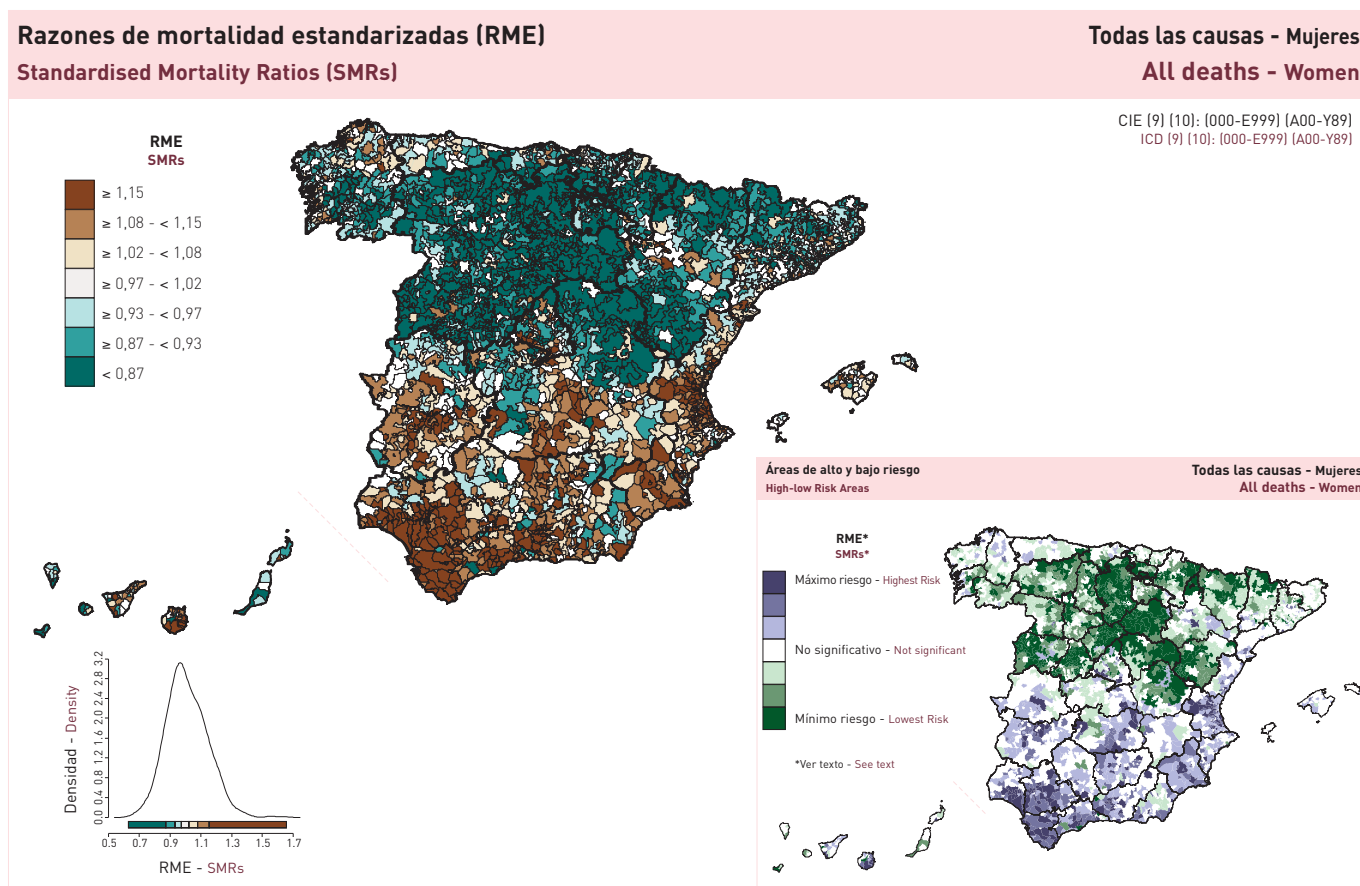 Razones de mortalidad estandarizadas (RME)
Standardised Mortality Ratios (SMRs)
Todas las causas - Mujeres
All deaths - Women
CIE (9) (10): (000-E999) (A00-Y89)
ICD (9) (10): (000-E999) (A00-Y89)
RME
SMRs
≥ 1,15
≥ 1,08 - < 1,15
≥ 1,02 - < 1,08
≥ 0,97 - < 1,02
≥ 0,93 - < 0,97
≥ 0,87 - < 0,93
< 0,87
Densidad - Density
0.0 0.4 0.8 1.2 1.6 2.0 2.4 2.8 3.2
0.5 0.7 0.9 1.1 1.3 1.5 1.7
RME - SMRs
Áreas de alto y bajo riesgo
High-low Risk Areas
Todas las causas - Mujeres
All deaths - Women
RME*
SMRs*
Máximo riesgo - Highest Risk
No significativo - Not significant
Mínimo riesgo - Lowest Risk
*Ver texto - See text